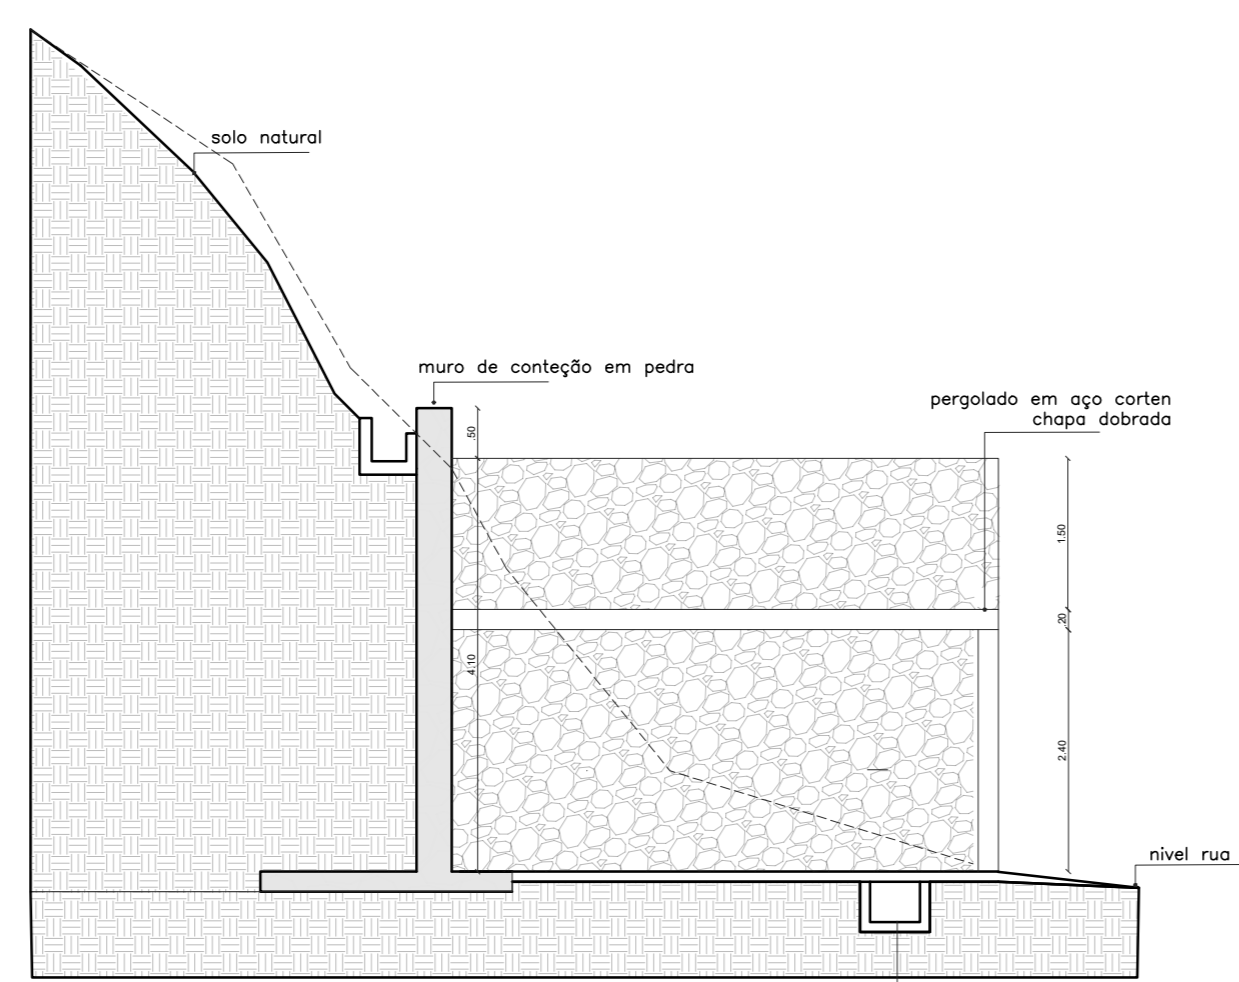 solo natural
muro de conteção em pedra
pergolado em aço corten
chapa dobrada
.50
1.50
.20
4.10
2.40
nivel rua